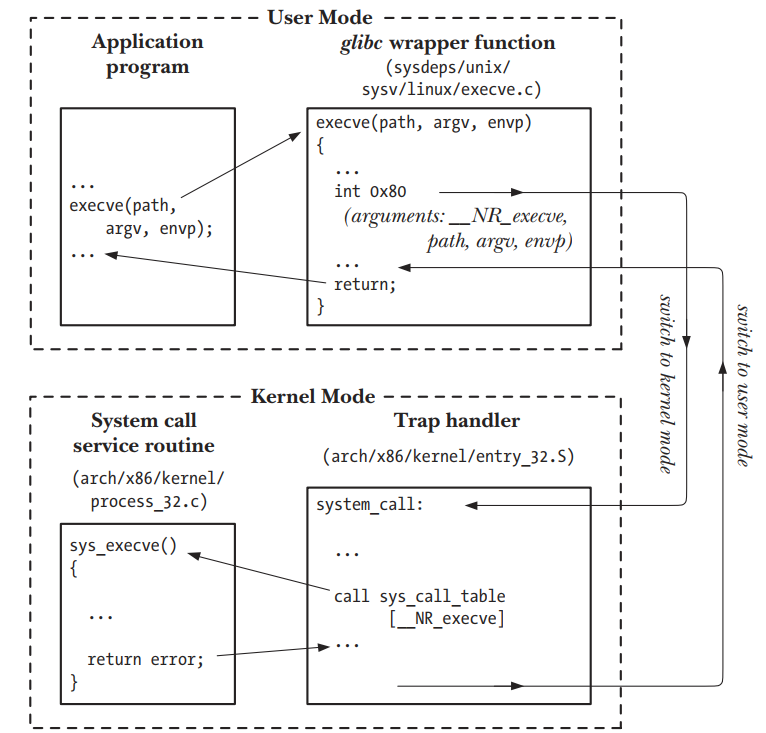 User Mode
Application
program
glibc wrapper function
(sysdeps/unix/
sysv/linux/execve.c)
...
execve(path,
argv, envp);
...
execve(path, argv, envp)
{
...
int 0x80
(arguments: __NR_execve,
path, argv, envp)
...
return;
}
switch to kernel mode
switch to user mode
Kernel Mode
System call
service routine
(arch/x86/kernel/
process_32.c)
Trap handler
(arch/x86/kernel/entry_32.S)
sys_execve()
{
...
return error;
}
system_call:
...
call sys_call_table
[__NR_execve]
...